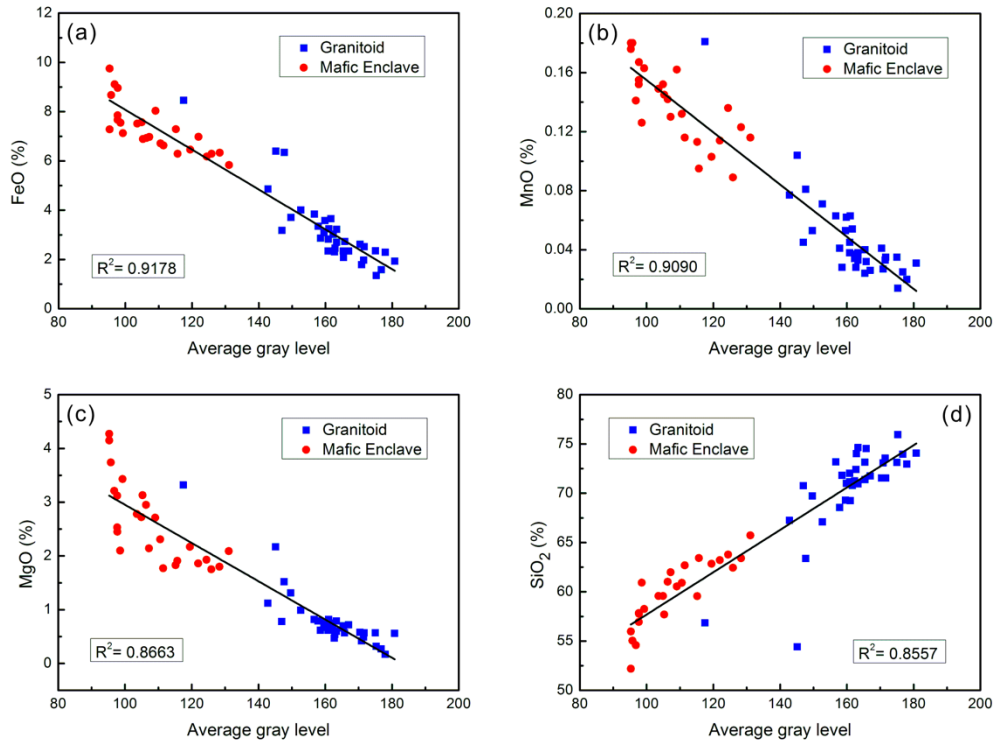 (a)
Granitoid
Mafic Enclave
FeO (%)
14
12
10
8
6
4
2
0
R²= 0.9178
80 100 120 140 160 180 200
Average gray level
(b)
Granitoid
Mafic Enclave
MnO (%)
0.20
0.16
0.12
0.08
0.04
0.00
R²= 0.9090
80 100 120 140 160 180 200
Average gray level
(c)
Granitoid
Mafic Enclave
MgO (%)
5
4
3
2
1
0
R²= 0.8663
80 100 120 140 160 180 200
Average gray level
(d)
Granitoid
Mafic Enclave
SiO₂ (%)
80
75
70
65
60
55
50
R²= 0.8557
80 100 120 140 160 180 200
Average gray level